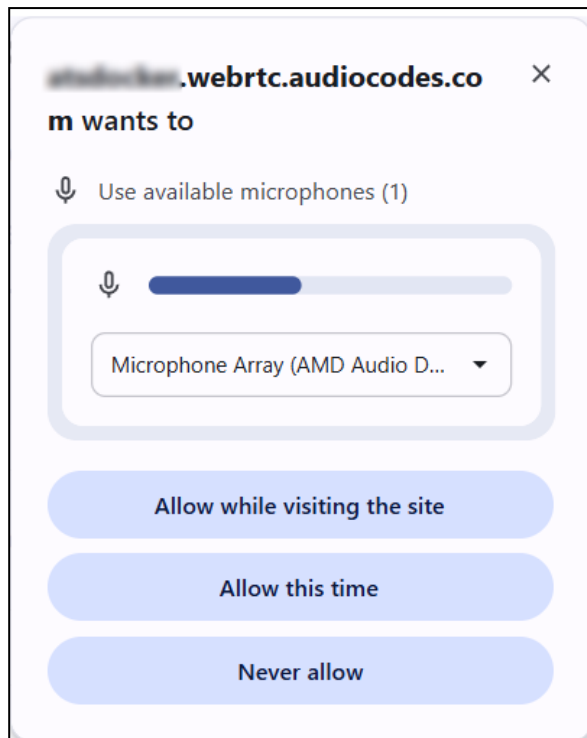 .webrtc.audiocodes.co
m wants to
Use available microphones (1)
Microphone Array (AMD Audio D...
Allow while visiting the site
Allow this time
Never allow